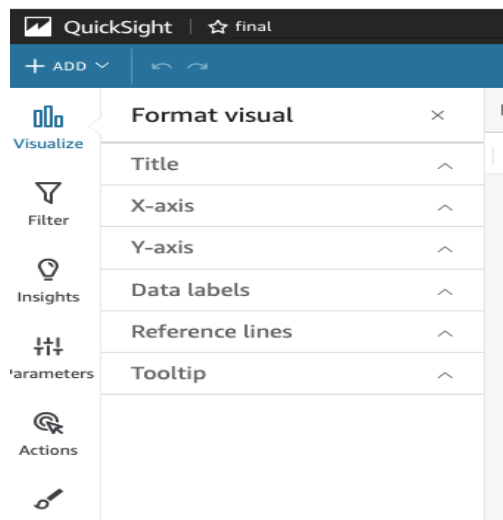 QuickSight final
+ ADD
Format visual
Visualize
Title
X-axis
Filter
Y-axis
Insights
Data labels
Reference lines
Parameters
Tooltip
Actions